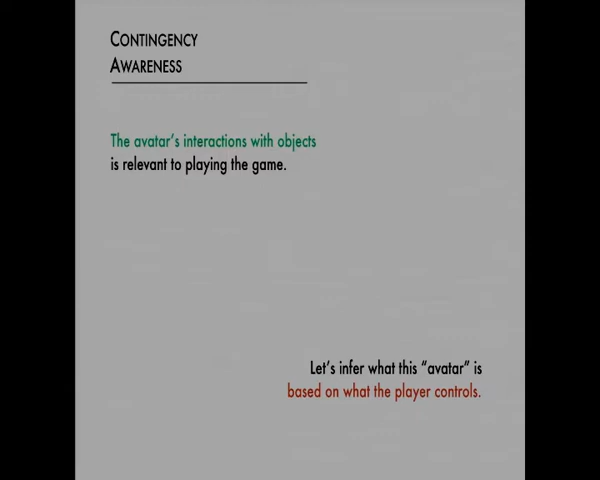 CONTINGENCY
AWARENESS
The avatar's interactions with objects
is relevant to playing the game.
Let's infer what this “avatar” is
based on what the player controls.